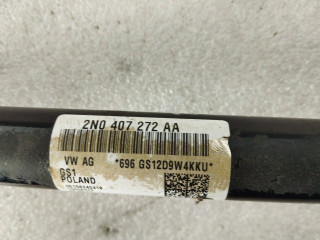 2N0 407 272 AA
VW AG *696 GS12D9W4KKU*
GS1
POLAND